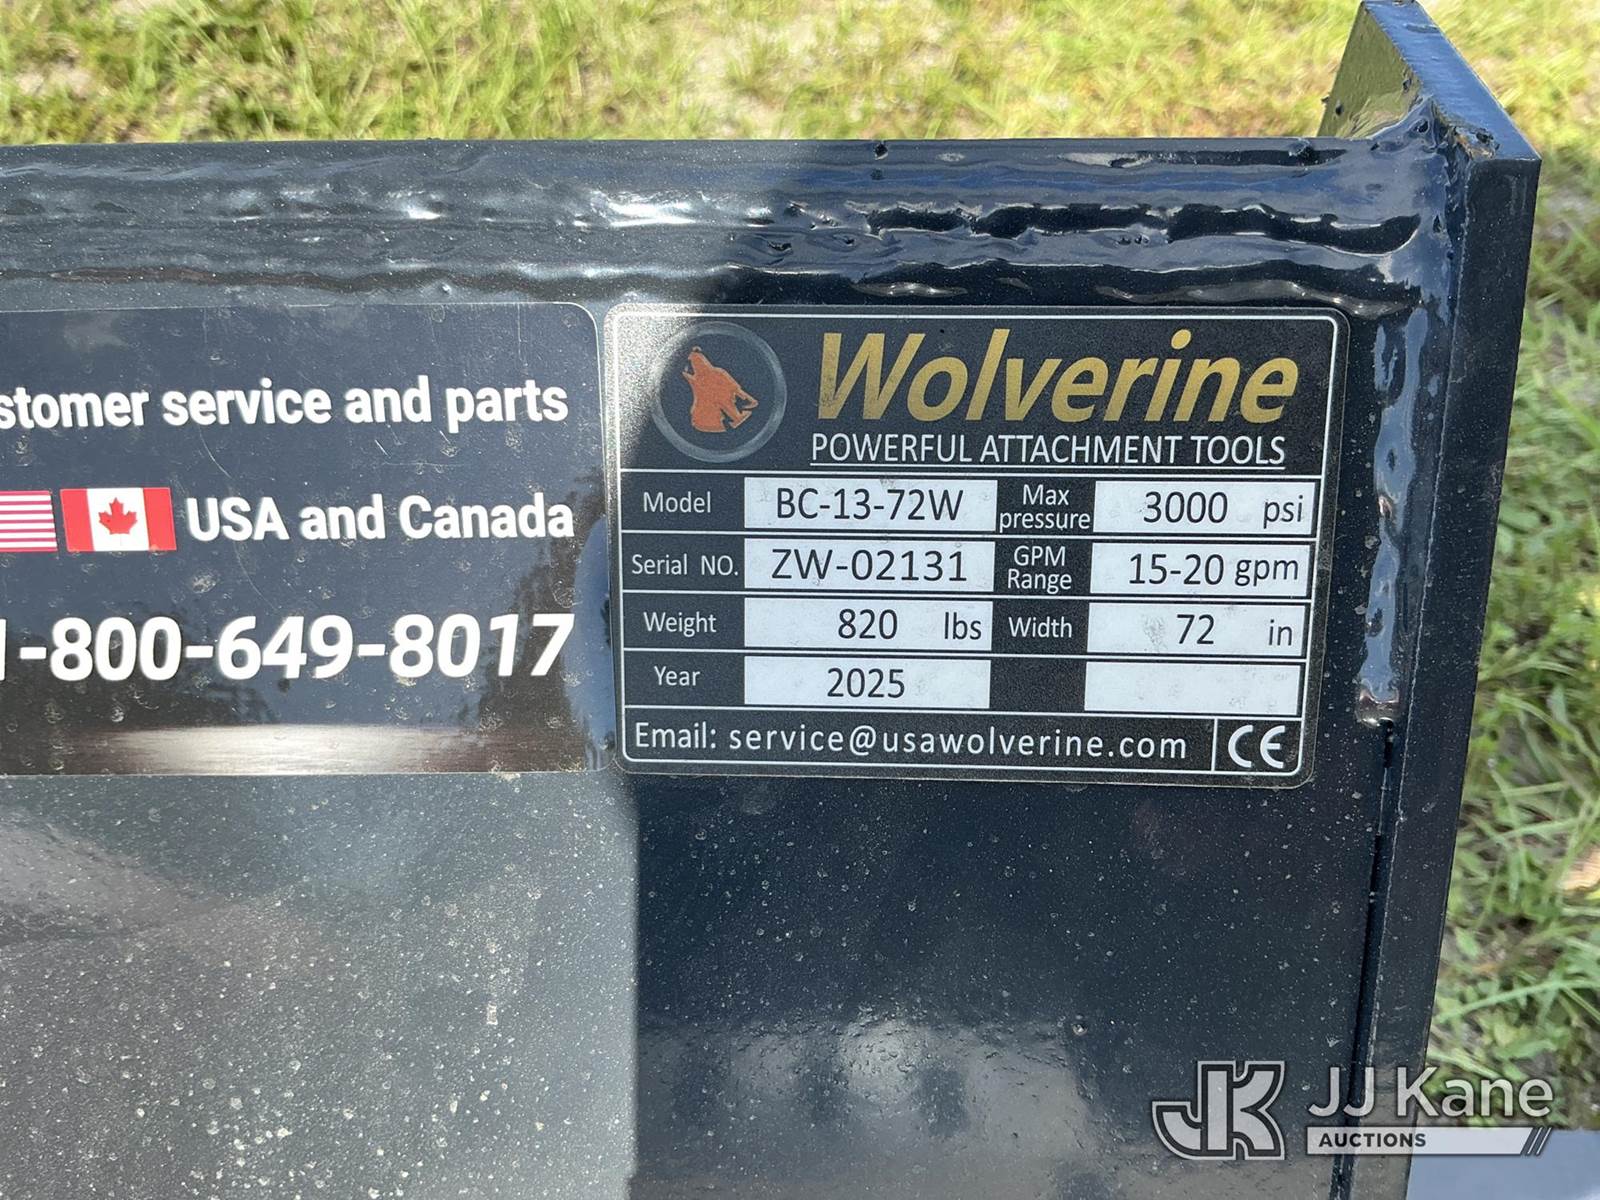 stomer service and parts
USA and Canada
1-800-649-8017
Wolverine
POWERFUL ATTACHMENT TOOLS
Model BC-13-72W Max pressure 3000 psi
Serial NO. ZW-02131 GPM Range 15-20 gpm
Weight 820 lbs Width 72 in
Year 2025
Email: service@usawolverine.com CE
JK JJ Kane
AUCTIONS